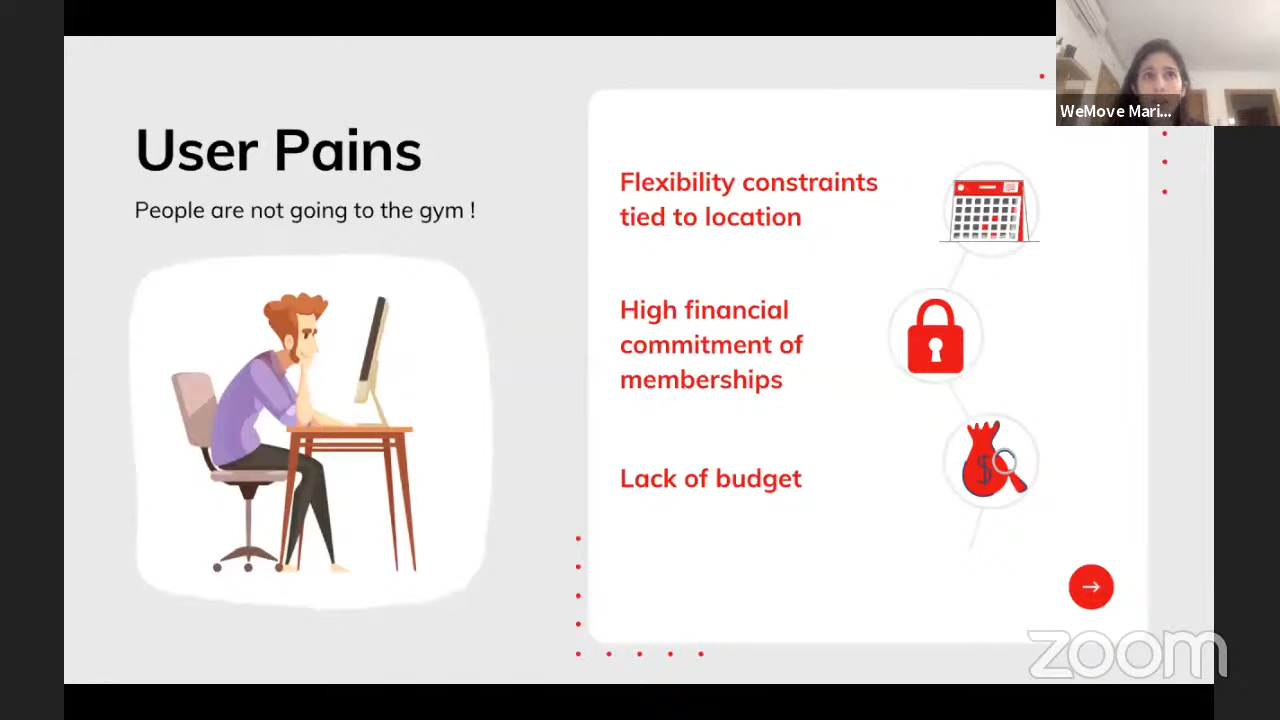 User Pains
People are not going to the gym !
Flexibility constraints
tied to location
High financial
commitment of
memberships
Lack of budget
$
WeMove Mari...
zoom